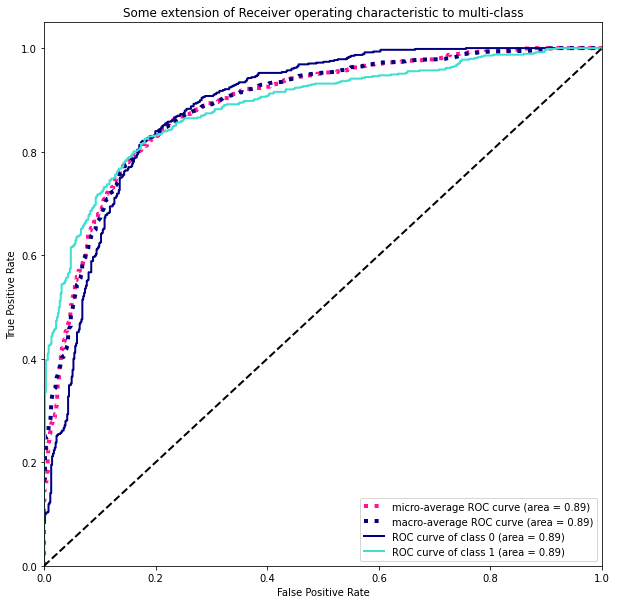 Some extension of Receiver operating characteristic to multi-class
True Positive Rate
1.0
0.8
0.6
0.4
0.2
0.0
0.0 0.2 0.4 0.6 0.8 1.0
False Positive Rate
micro-average ROC curve (area = 0.89)
macro-average ROC curve (area = 0.89)
ROC curve of class 0 (area = 0.89)
ROC curve of class 1 (area = 0.89)